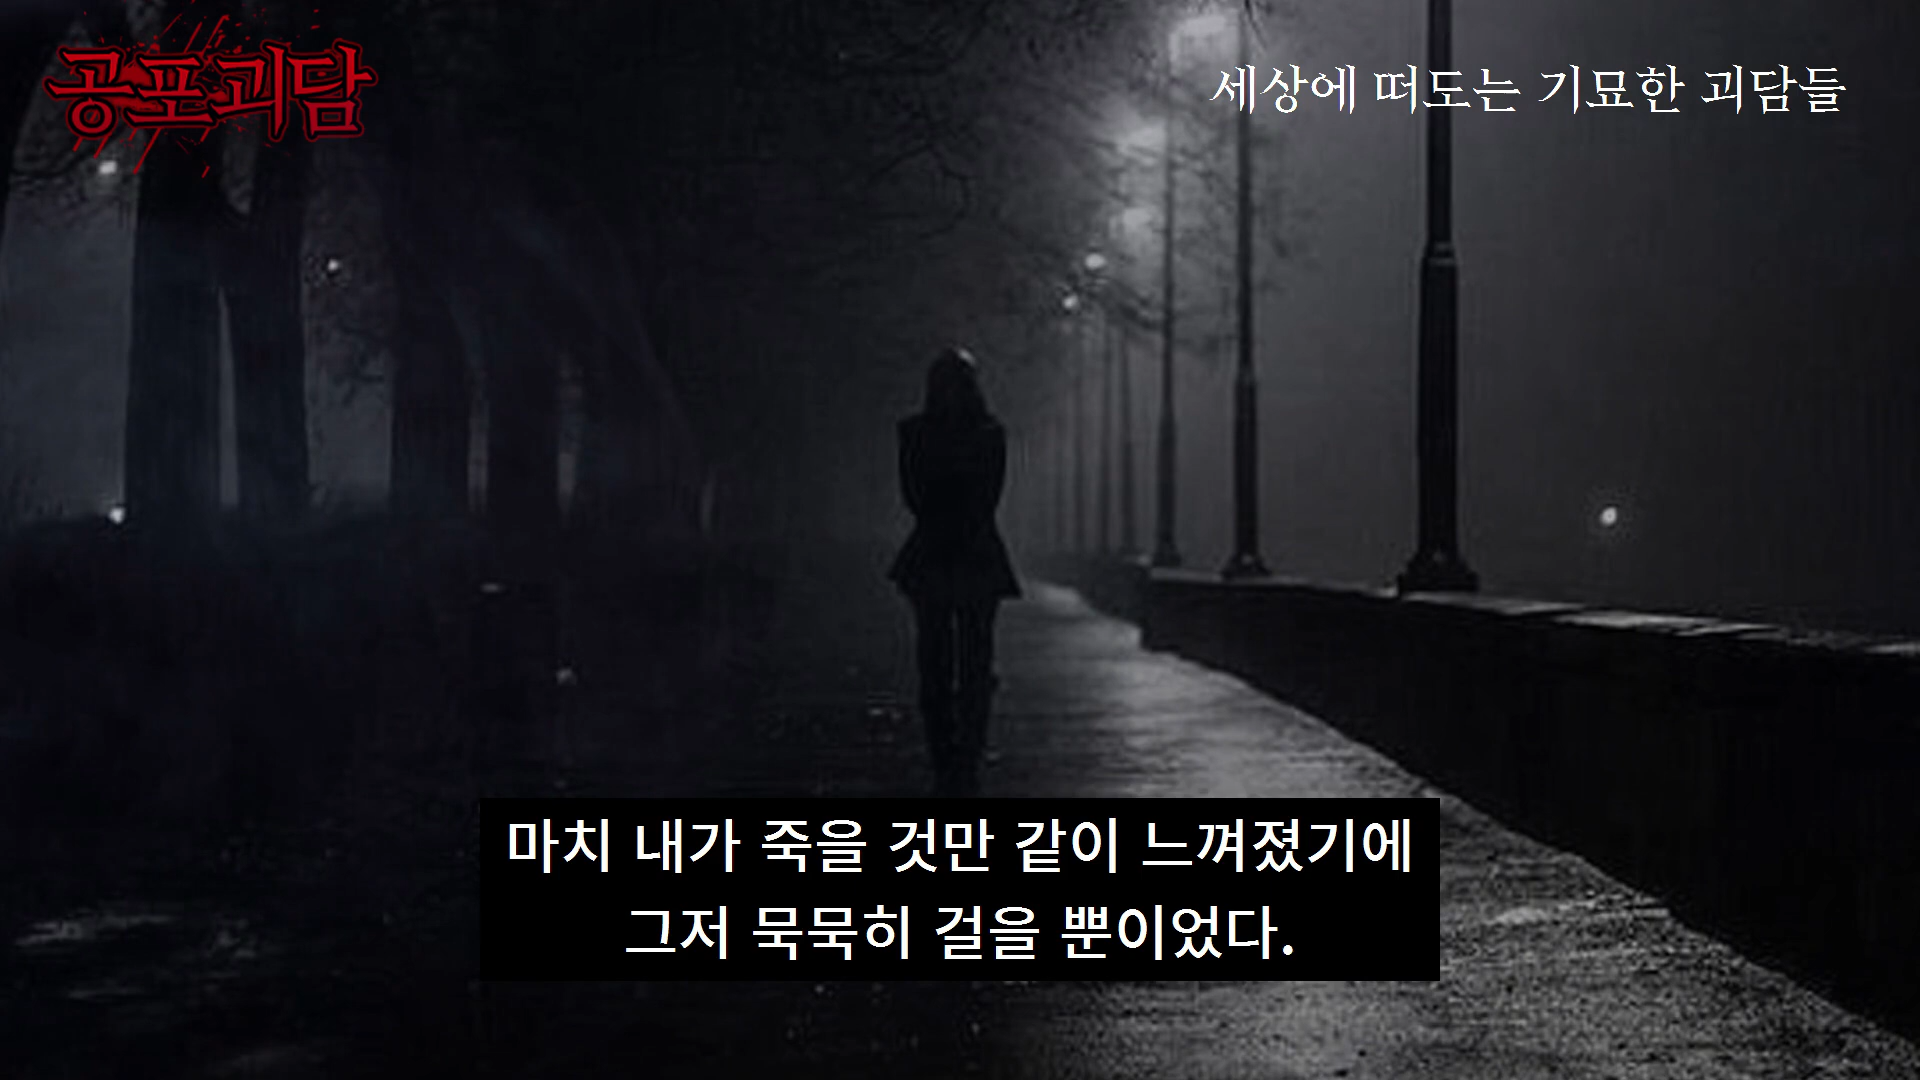 공포괴담
세상에 떠도는 기묘한 괴담들
마치 내가 죽을 것만 같이 느껴졌기에
그저 묵묵히 걸을 뿐이었다.